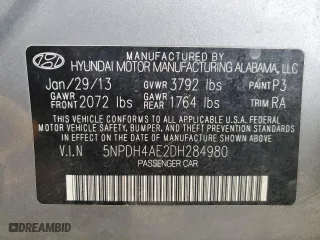 MANUFACTURED BY
HYUNDAI MOTOR MANUFACTURING ALABAMA, LLC
Jan/29/13 GVWR 3792 lbs PAINT P3
GAWR FRONT 2072 lbs GAWR REAR 1764 lbs TRIM RA
THIS VEHICLE CONFORMS TO ALL APPLICABLE U.S.
FEDERAL MOTOR VEHICLE SAFETY, BUMPER, AND
THEFT PREVENTION STANDARDS IN EFFECT ON THE
DATE OF MANUFACTURE SHOWN ABOVE.
V.I.N 5NPDH4AE2DH284980
PASSENGER CAR